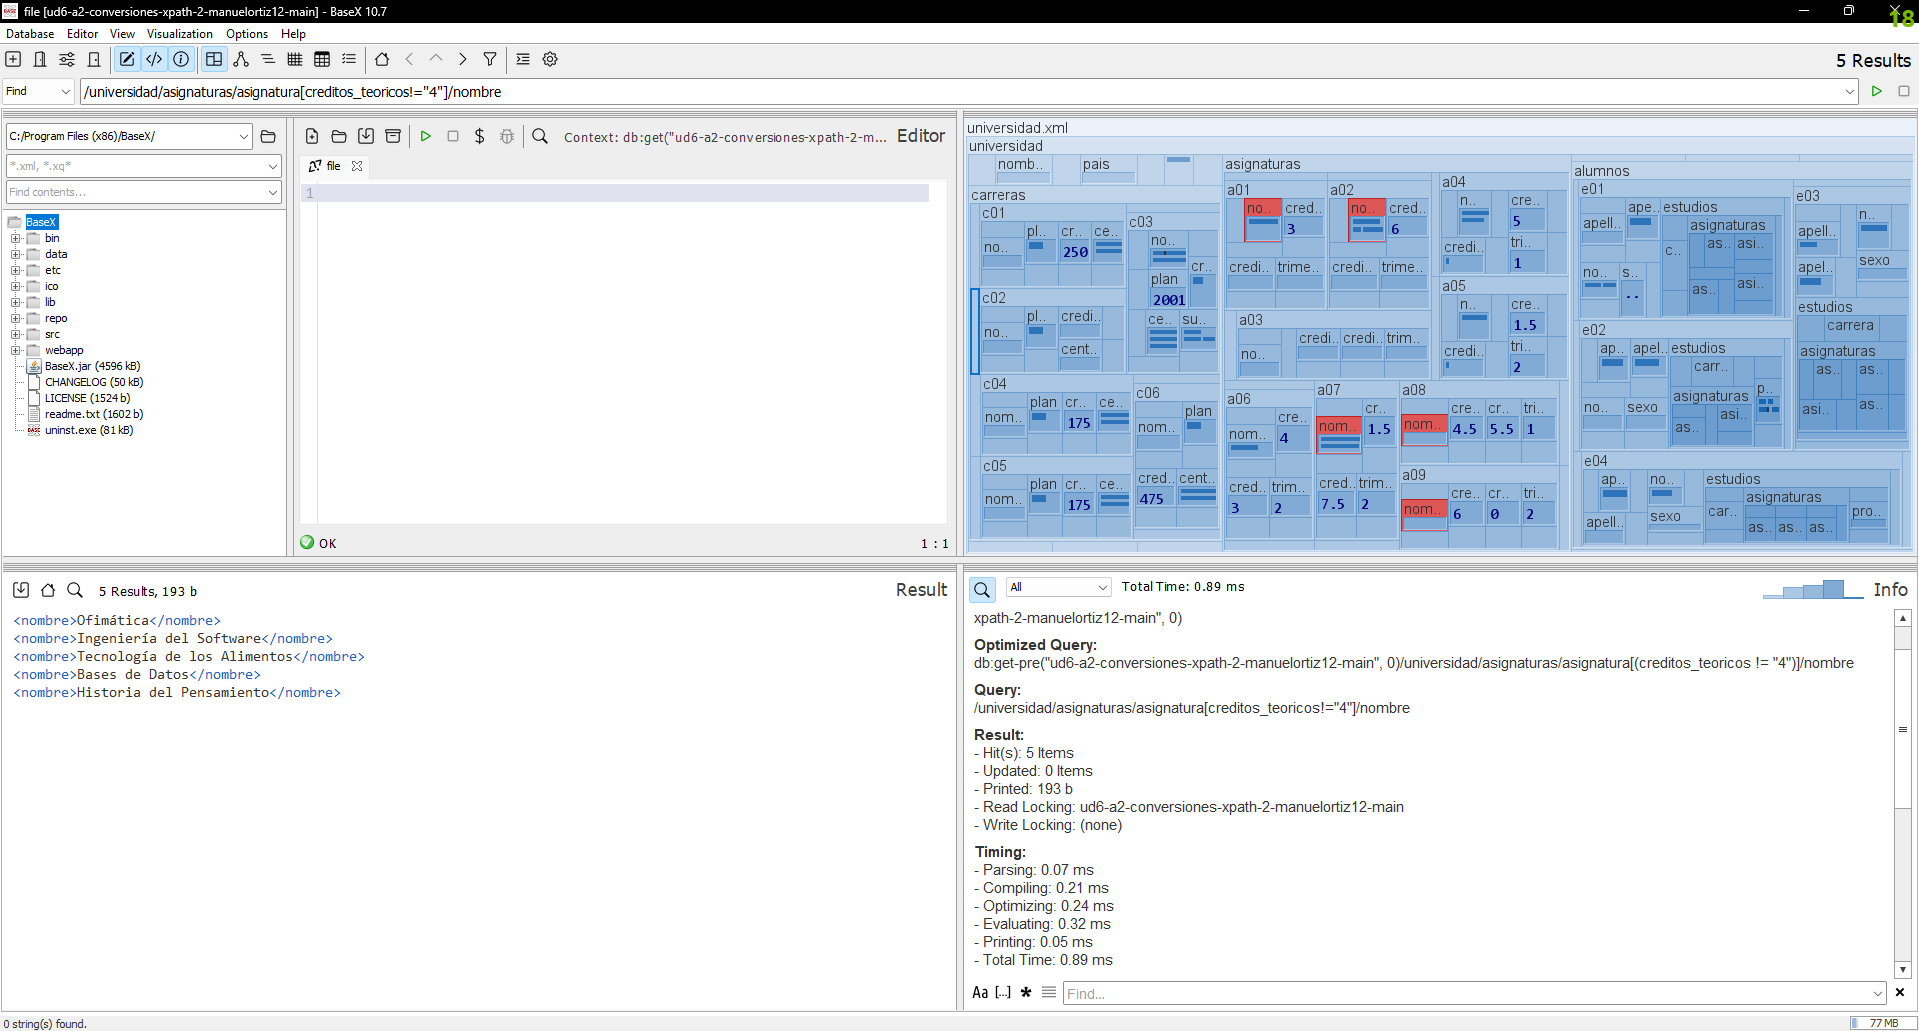 file [ud6-a2-conversiones-xpath-2-manuelortiz12-main] - BaseX 10.7
18
Database Editor View Visualization Options Help
5 Results
Find
/universidad/asignaturas/asignatura[creditos_teoricos!="4"]/nombre
C:/Program Files (x86)/BaseX/
*.xml, *.xq*
Find contents...
BaseX
bin
data
etc
ico
lib
repo
src
webapp
BaseX.jar (4596 kB)
CHANGELOG (50 kB)
LICENSE (1524 b)
readme.txt (1602 b)
uninst.exe (81 kB)
Context: db:get("ud6-a2-conversiones-xpath-2-m...
Editor
file
1
OK
1 : 1
universidad.xml
universidad
nomb..
pais
carreras
c01
no..
pl..
cr..
250
ce..
c02
no..
pl..
credi..
cent..
c03
no..
plan
2001
cr..
ce..
su..
c04
nom..
plan
cr..
175
ce..
c05
nom..
plan
cr..
175
ce..
c06
nom..
plan
cred..
475
cent..
asignaturas
a01
no..
cred..
3
credi..
trime..
a02
no..
cred..
6
credi..
trime..
a03
no..
credi..
credi..
trim..
a04
n..
cre..
5
credi..
tri..
1
a05
n..
cre..
1.5
credi..
tri..
2
a06
nom..
cre..
4
cred..
3
trim..
2
a07
nom..
cr..
1.5
cred..
7.5
trim..
2
a08
nom..
cre..
4.5
cr..
5.5
tri..
1
a09
nom..
cre..
6
cr..
0
tri..
2
alumnos
e01
apell..
ape..
no..
s..
estudios
c..
asignaturas
as..
asi..
as..
asi..
e02
ap..
apel..
no..
sexo
estudios
carr..
asignaturas
as..
asi..
p..
e03
apell..
n..
apel..
sexo
estudios
carrera
asignaturas
as..
as..
asi..
as..
e04
ap..
no..
apell..
sexo
estudios
car..
asignaturas
as..
as..
as..
pro..
5 Results, 193 b
Result
<nombre>Ofimática</nombre>
<nombre>Ingeniería del Software</nombre>
<nombre>Tecnología de los Alimentos</nombre>
<nombre>Bases de Datos</nombre>
<nombre>Historia del Pensamiento</nombre>
All
Total Time: 0.89 ms
Info
xpath-2-manuelortiz12-main", 0)
Optimized Query:
db:get-pre("ud6-a2-conversiones-xpath-2-manuelortiz12-main", 0)/universidad/asignaturas/asignatura[(creditos_teoricos != "4")]/nombre
Query:
/universidad/asignaturas/asignatura[creditos_teoricos!="4"]/nombre
Result:
- Hit(s): 5 Items
- Updated: 0 Items
- Printed: 193 b
- Read Locking: ud6-a2-conversiones-xpath-2-manuelortiz12-main
- Write Locking: (none)
Timing:
- Parsing: 0.07 ms
- Compiling: 0.21 ms
- Optimizing: 0.24 ms
- Evaluating: 0.32 ms
- Printing: 0.05 ms
- Total Time: 0.89 ms
Aa [...] *
Find...
0 string(s) found.
77 MB